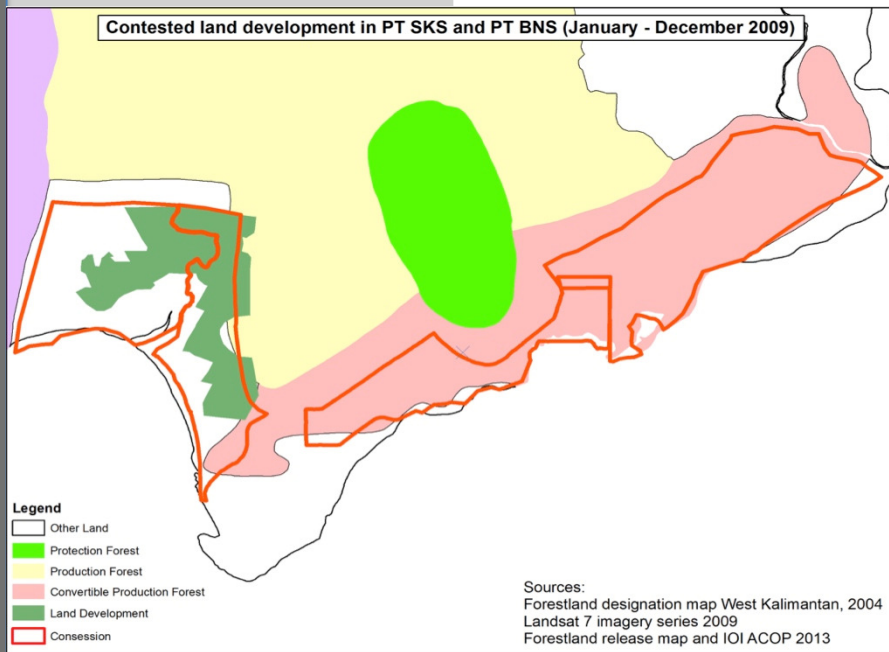 Contested land development in PT SKS and PT BNS (January - December 2009)
Legend
Other Land
Protection Forest
Production Forest
Convertible Production Forest
Land Development
Consession
Sources:
Forestland designation map West Kalimantan, 2004
Landsat 7 imagery series 2009
Forestland release map and IOI ACOP 2013